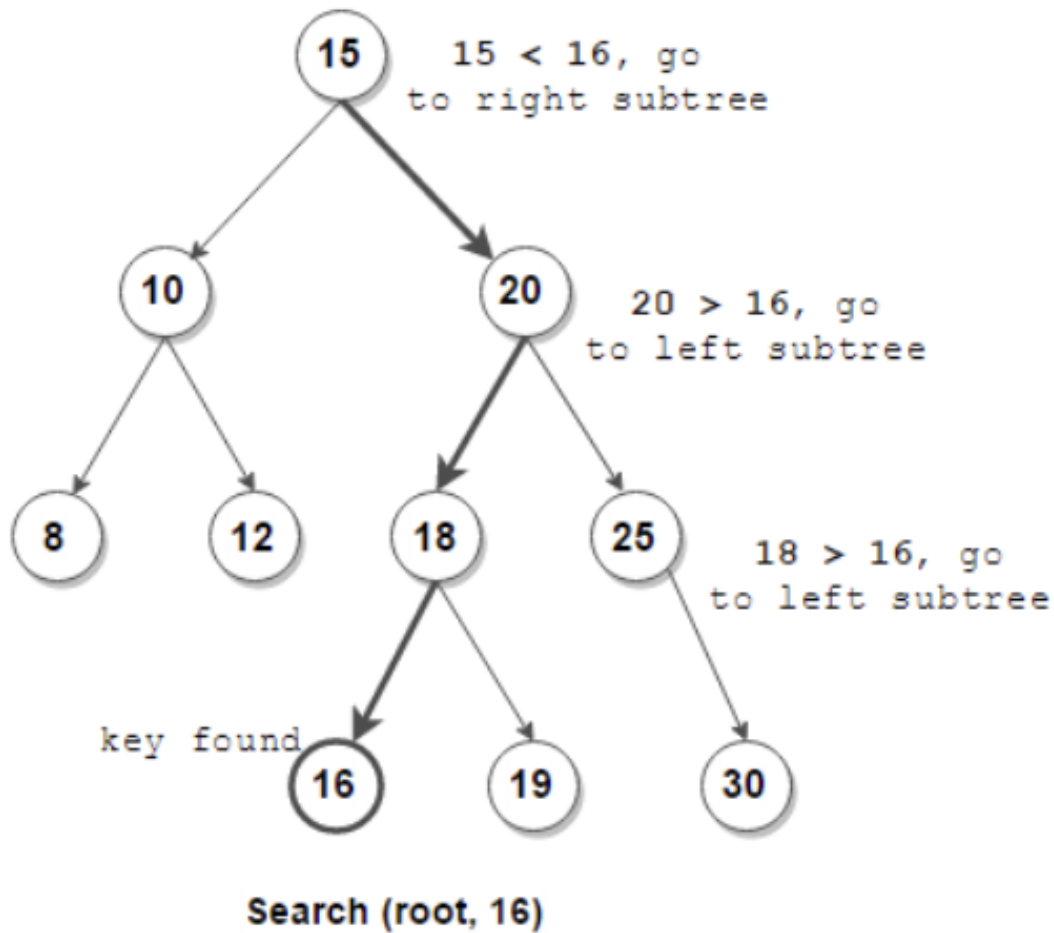 15
15 < 16, go
to right subtree
10
20
20 > 16, go
to left subtree
8
12
18
25
18 > 16, go
to left subtree
key found
16
19
30
Search (root, 16)